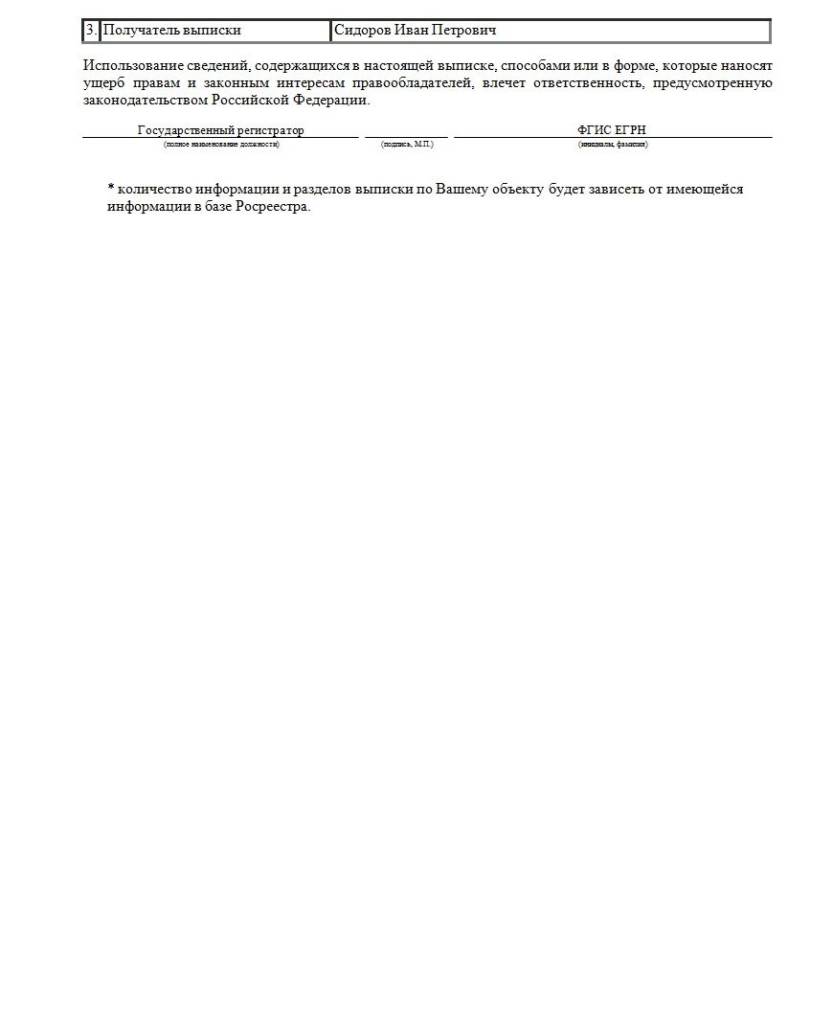 3. Получатель выписки Сидоров Иван Петрович
Использование сведений, содержащихся в настоящей выписке, способами или в форме, которые наносят
ущерб правам и законным интересам правообладателей, влечет ответственность, предусмотренную
законодательством Российской Федерации.
Государственный регистратор ФГИС ЕГРН
(полное наименование должности) (подпись, М.П.) (инициалы, фамилия)
* количество информации и разделов выписки по Вашему объекту будет зависеть от имеющейся
информации в базе Росреестра.